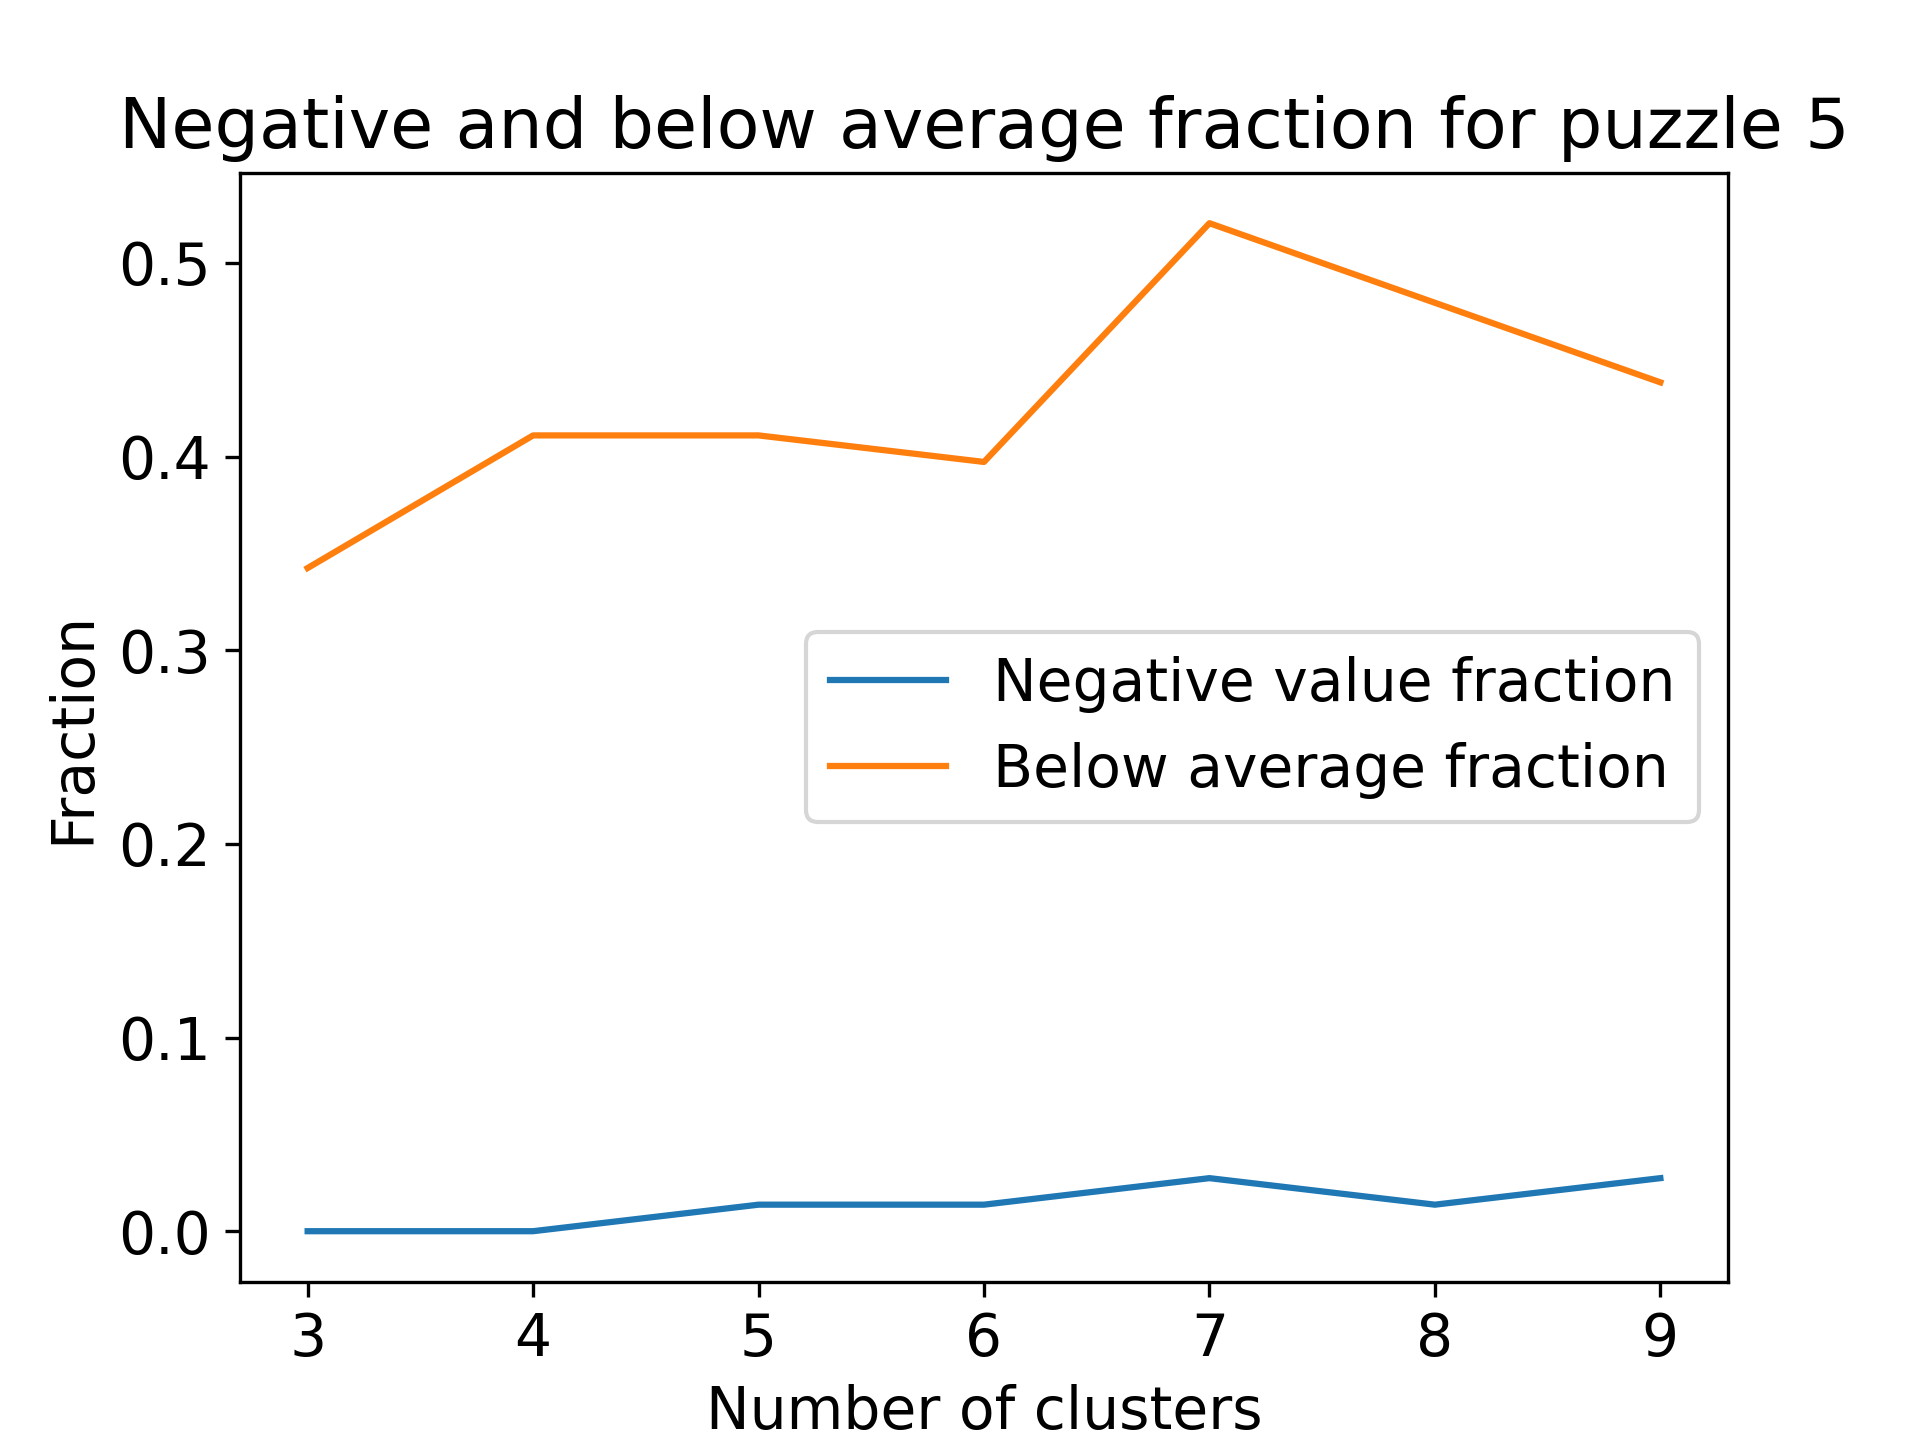 Negative and below average fraction for puzzle 5
0.5
0.4
0.3
0.2
0.1
0.0
Fraction
Negative value fraction
Below average fraction
3 4 5 6 7 8 9
Number of clusters